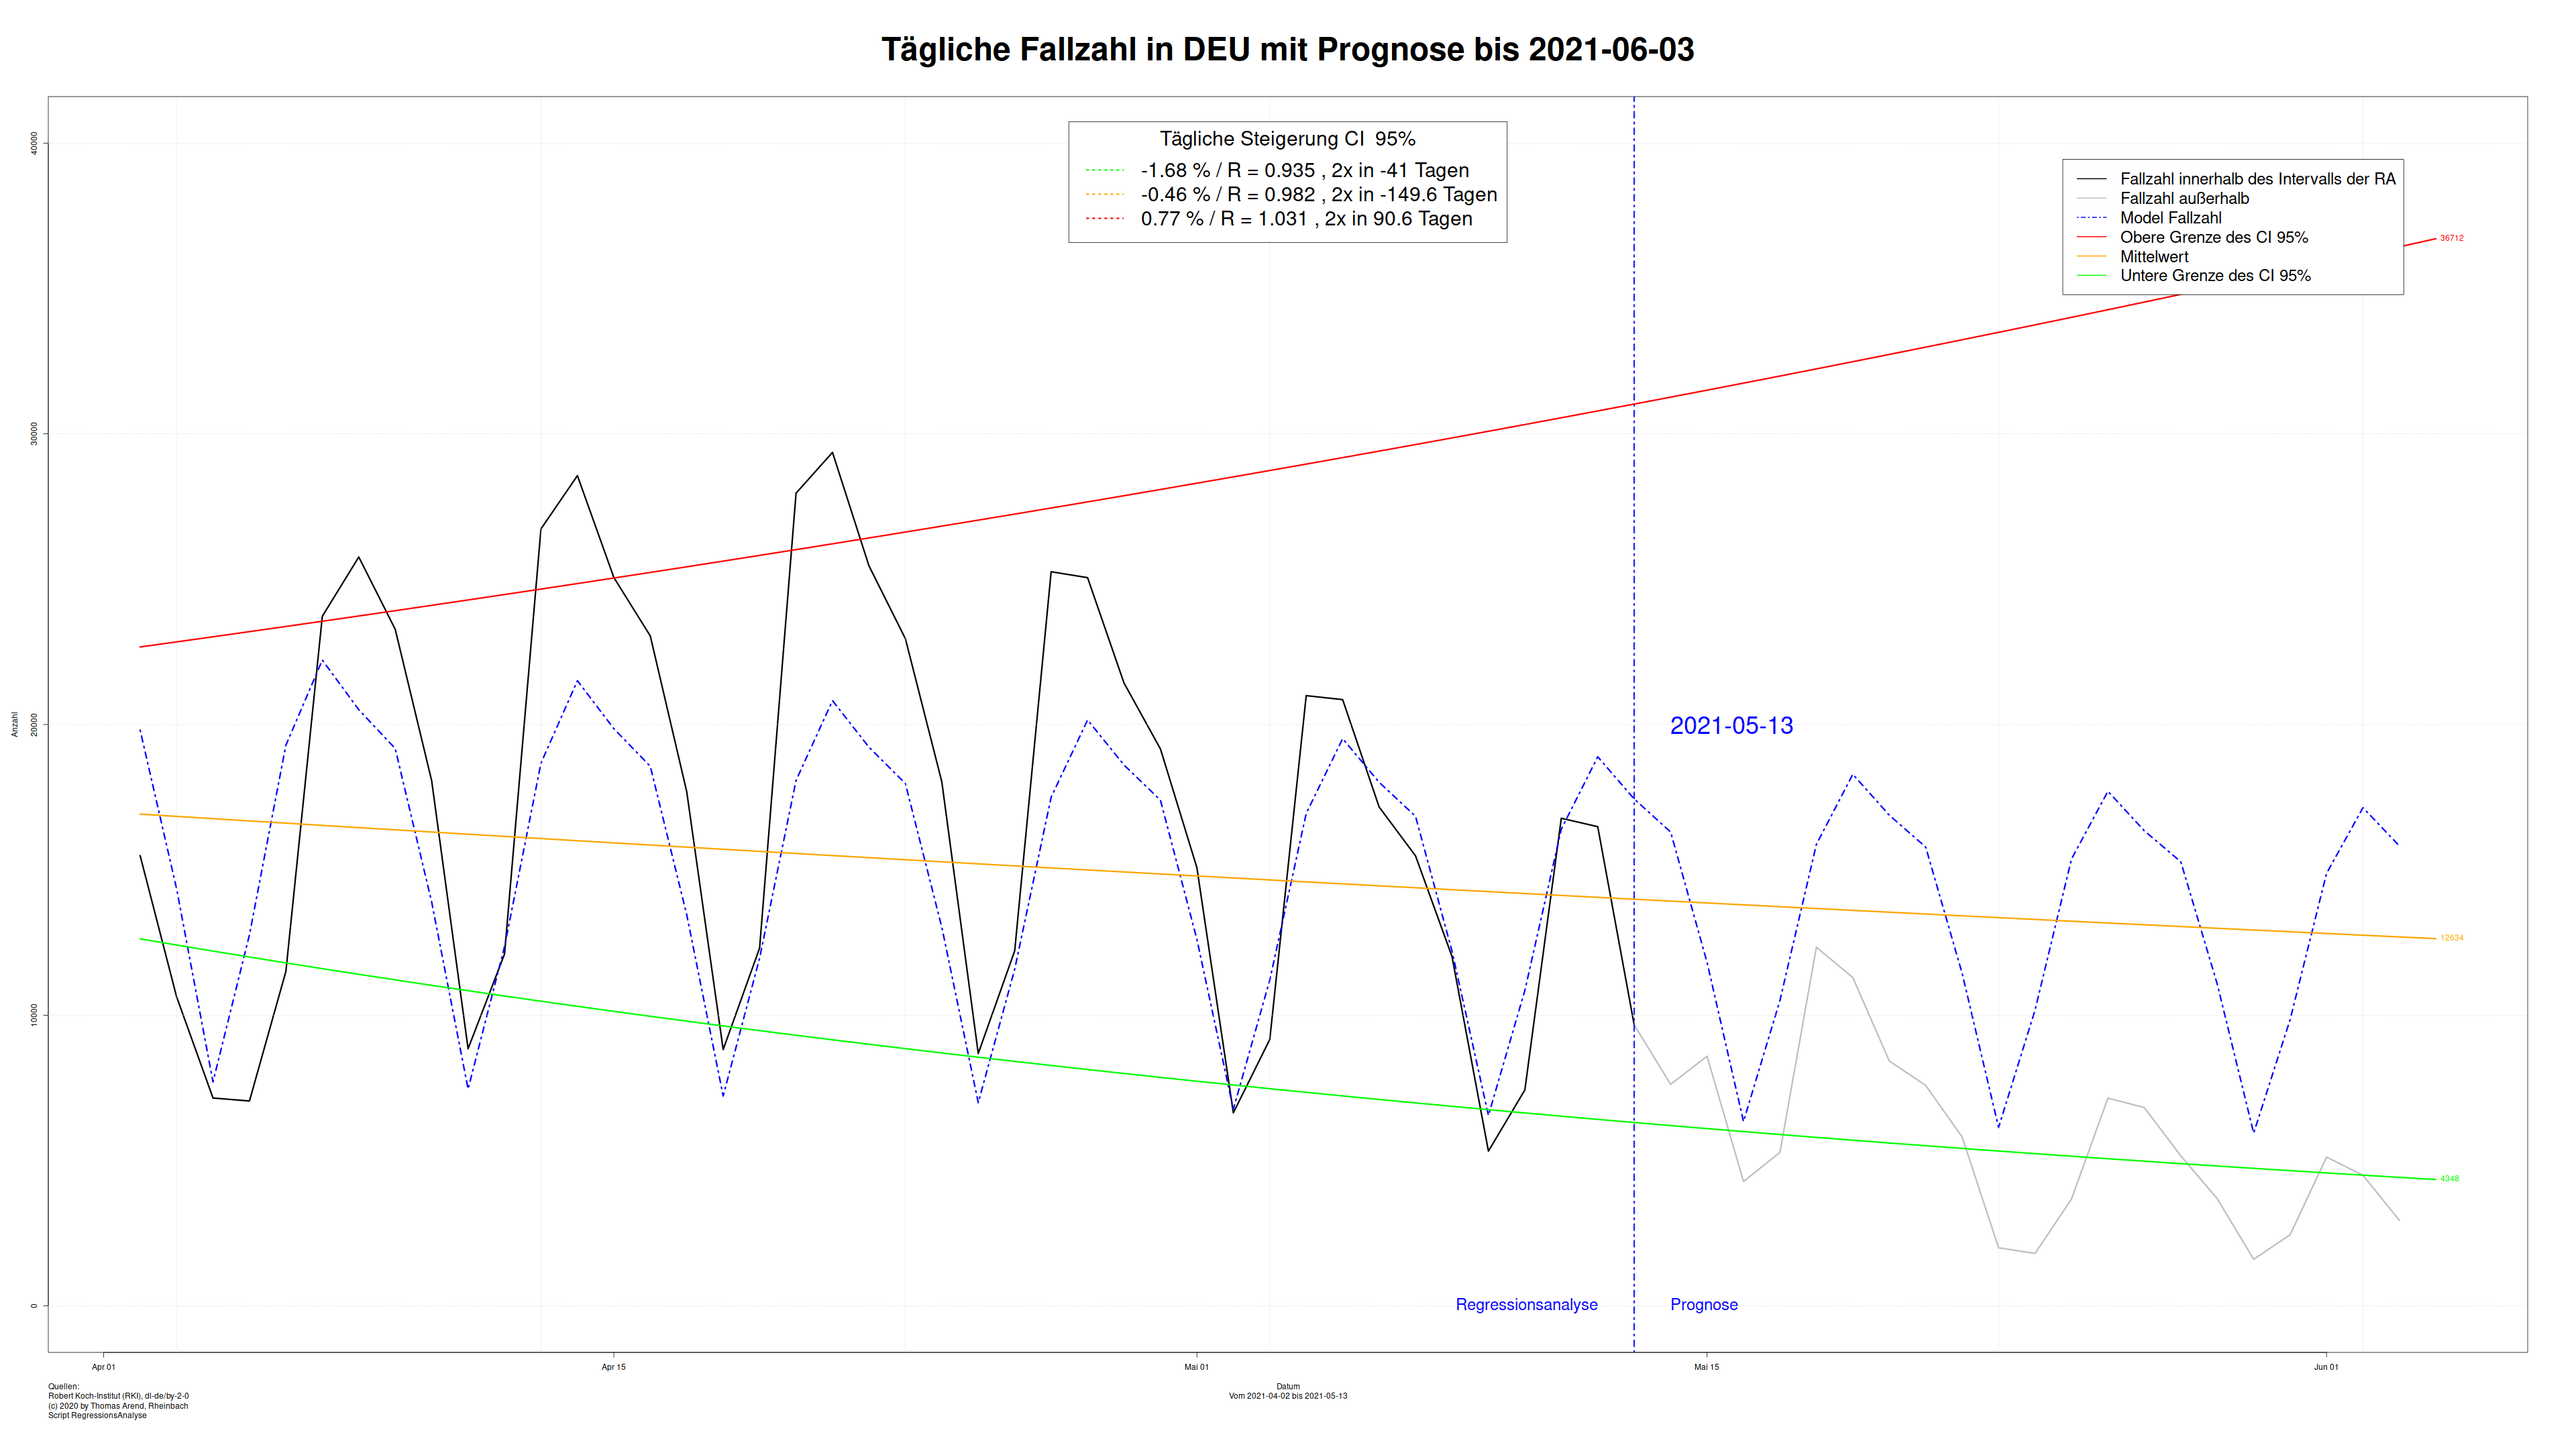 Tägliche Fallzahl in DEU mit Prognose bis 2021-06-03
Tägliche Steigerung CI  95%
-1.68 % / R = 0.935 , 2x in -41 Tagen
-0.46 % / R = 0.982 , 2x in -149.6 Tagen
0.77 % / R = 1.031 , 2x in 90.6 Tagen
Fallzahl innerhalb des Intervalls der RA
Fallzahl außerhalb
Model Fallzahl
Obere Grenze des CI 95%
Mittelwert
Untere Grenze des CI 95%
36712
12634
4348
2021-05-13
Regressionsanalyse
Prognose
Anzahl
40000
30000
20000
10000
0
Apr 01
Apr 15
Mai 01
Mai 15
Jun 01
Datum
Vom 2021-04-02 bis 2021-05-13
Quellen:
Robert Koch-Institut (RKI), dl-de/by-2-0
(c) 2020 by Thomas Arend, Rheinbach
Script RegressionsAnalyse